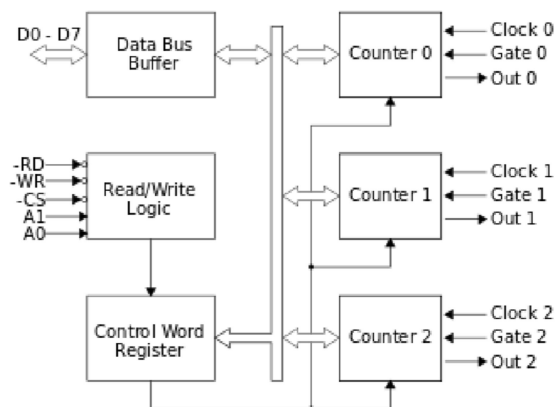 D0 - D7
Data Bus
Buffer
Counter 0
Clock 0
Gate 0
Out 0
-RD
-WR
-CS
A1
A0
Read/Write
Logic
Counter 1
Clock 1
Gate 1
Out 1
Control Word
Register
Counter 2
Clock 2
Gate 2
Out 2